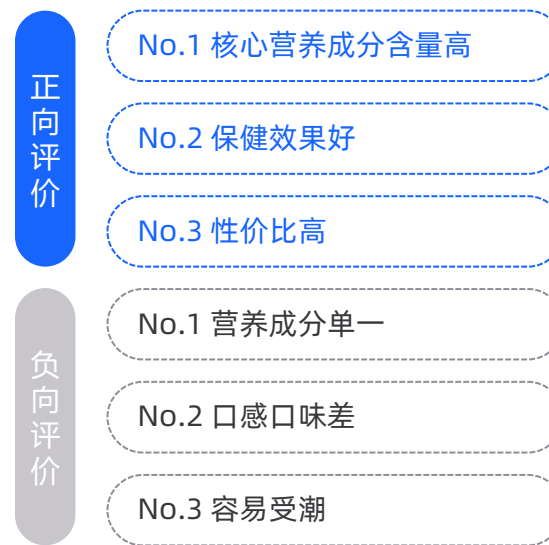 正向评价
No.1 核心营养成分含量高
No.2 保健效果好
No.3 性价比高
负向评价
No.1 营养成分单一
No.2 口感口味差
No.3 容易受潮